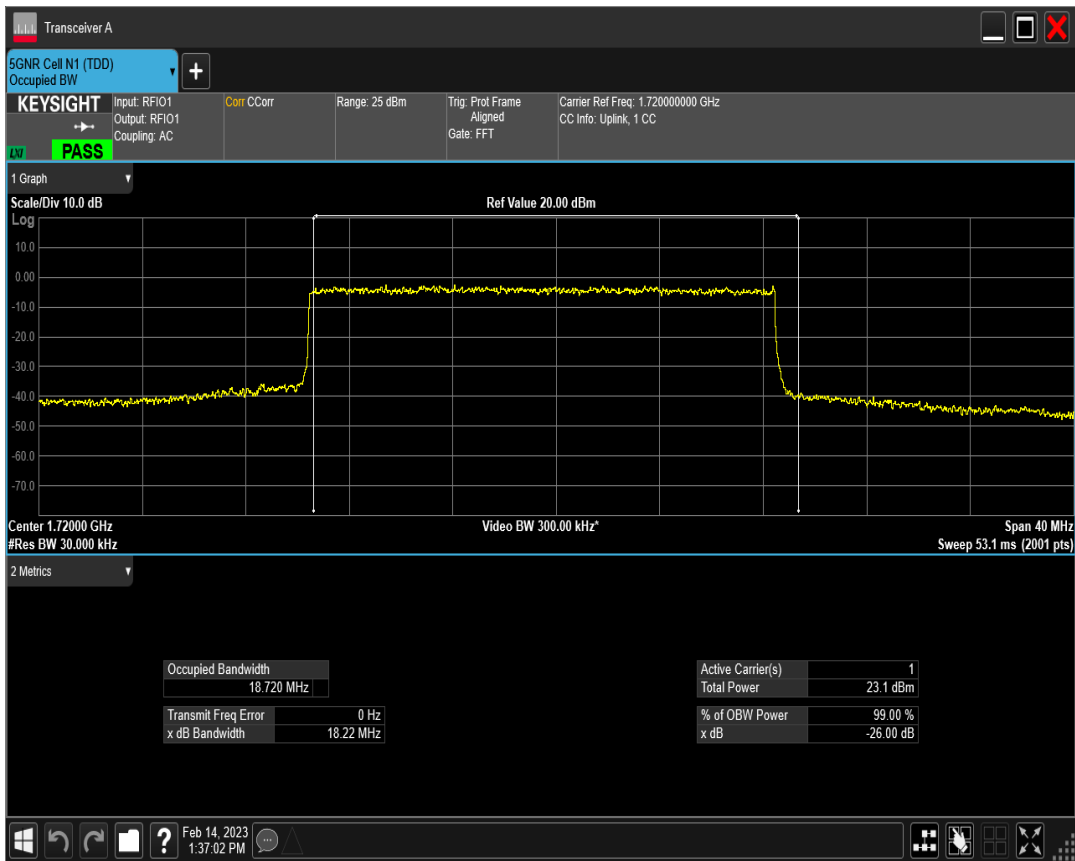 Transceiver A
5GNR Cell N1 (TDD)
Occupied BW
+
KEYSIGHT
LXI
PASS
Input: RFIO1
Output: RFIO1
Coupling: AC
Corr CCorr
Range: 25 dBm
Trig: Prot Frame
Aligned
Gate: FFT
Carrier Ref Freq: 1.720000000 GHz
CC Info: Uplink, 1 CC
1 Graph
Scale/Div 10.0 dB
Ref Value 20.00 dBm
Log
10.0
0.00
-10.0
-20.0
-30.0
-40.0
-50.0
-60.0
-70.0
Center 1.72000 GHz
Video BW 300.00 kHz*
Span 40 MHz
#Res BW 30.000 kHz
Sweep 53.1 ms (2001 pts)
2 Metrics
Occupied Bandwidth
18.720 MHz
Transmit Freq Error 0 Hz
x dB Bandwidth 18.22 MHz
Active Carrier(s) 1
Total Power 23.1 dBm
% of OBW Power 99.00 %
x dB -26.00 dB
?
Feb 14, 2023
1:37:02 PM